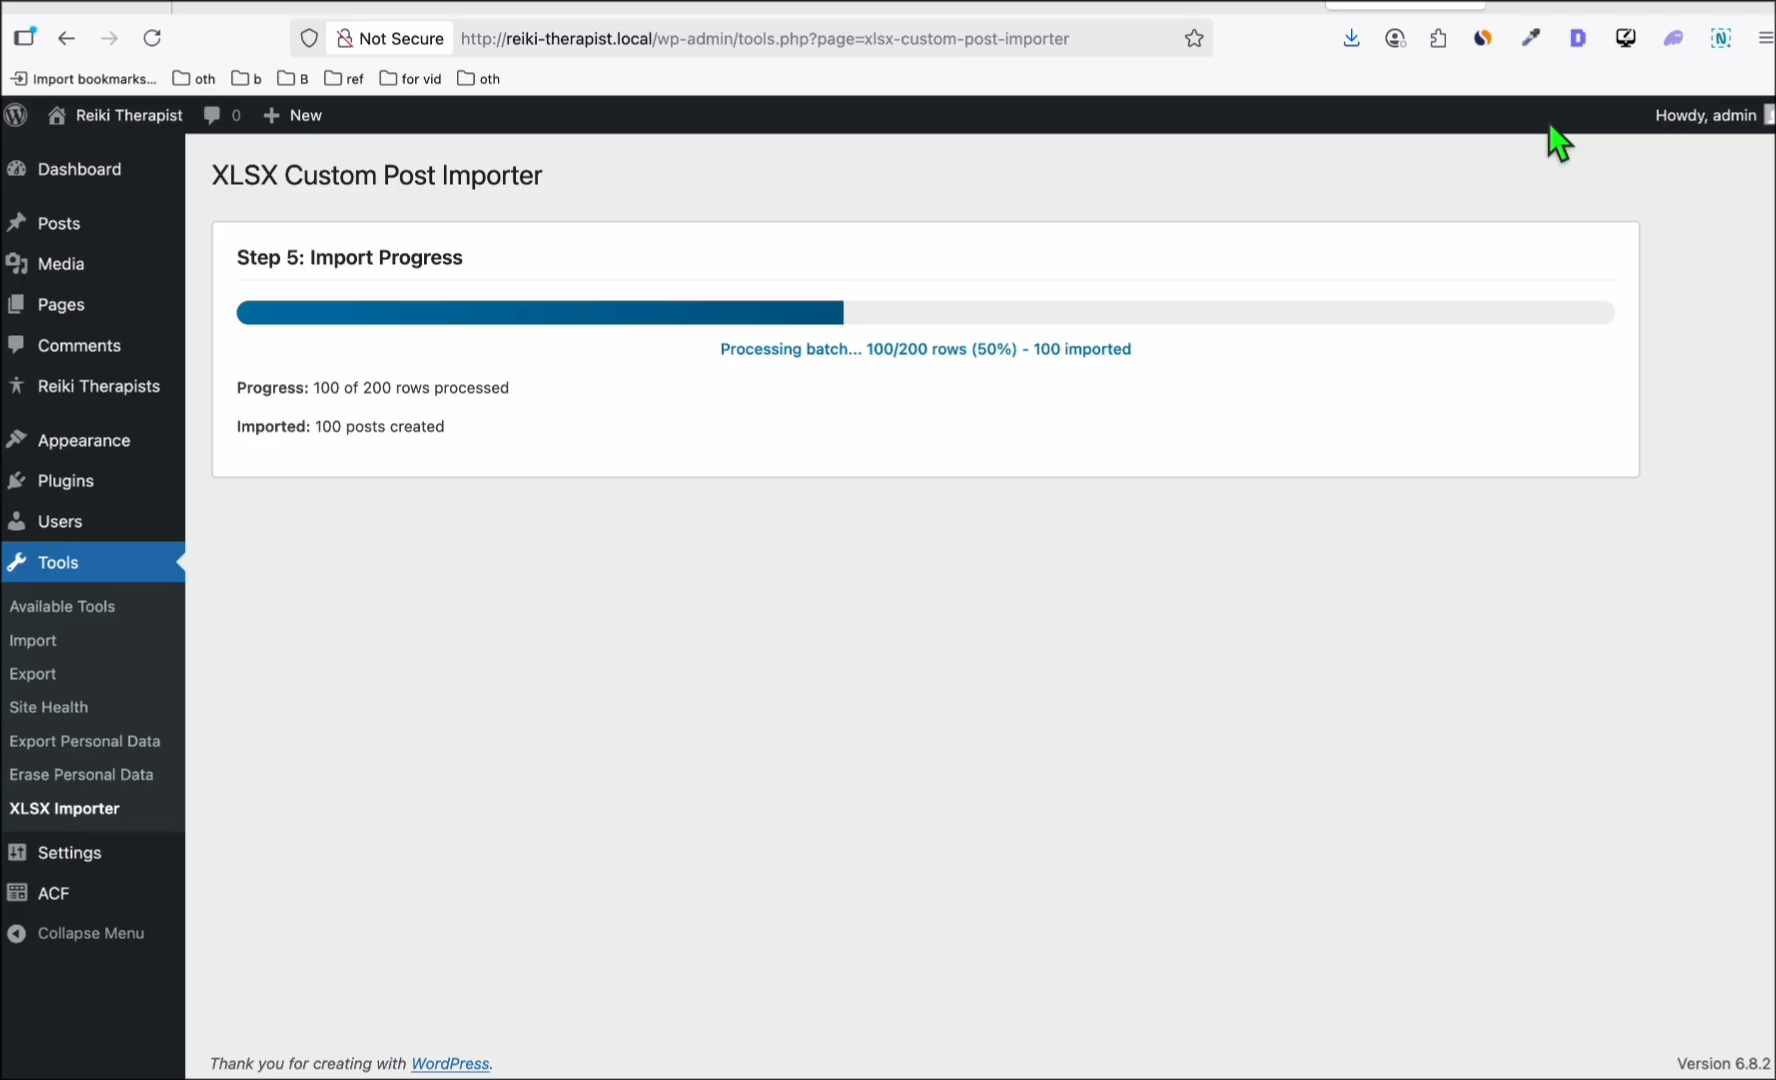 Not Secure
http://reiki-therapist.local/wp-admin/tools.php?page=xlsx-custom-post-importer
Import bookmarks...
oth
b
B
ref
for vid
oth
Reiki Therapist
0
New
Howdy, admin
Dashboard
Posts
Media
Pages
Comments
Reiki Therapists
Appearance
Plugins
Users
Tools
Available Tools
Import
Export
Site Health
Export Personal Data
Erase Personal Data
XLSX Importer
Settings
ACF
Collapse Menu
XLSX Custom Post Importer
Step 5: Import Progress
Processing batch... 100/200 rows (50%) - 100 imported
Progress: 100 of 200 rows processed
Imported: 100 posts created
Thank you for creating with WordPress.
Version 6.8.2